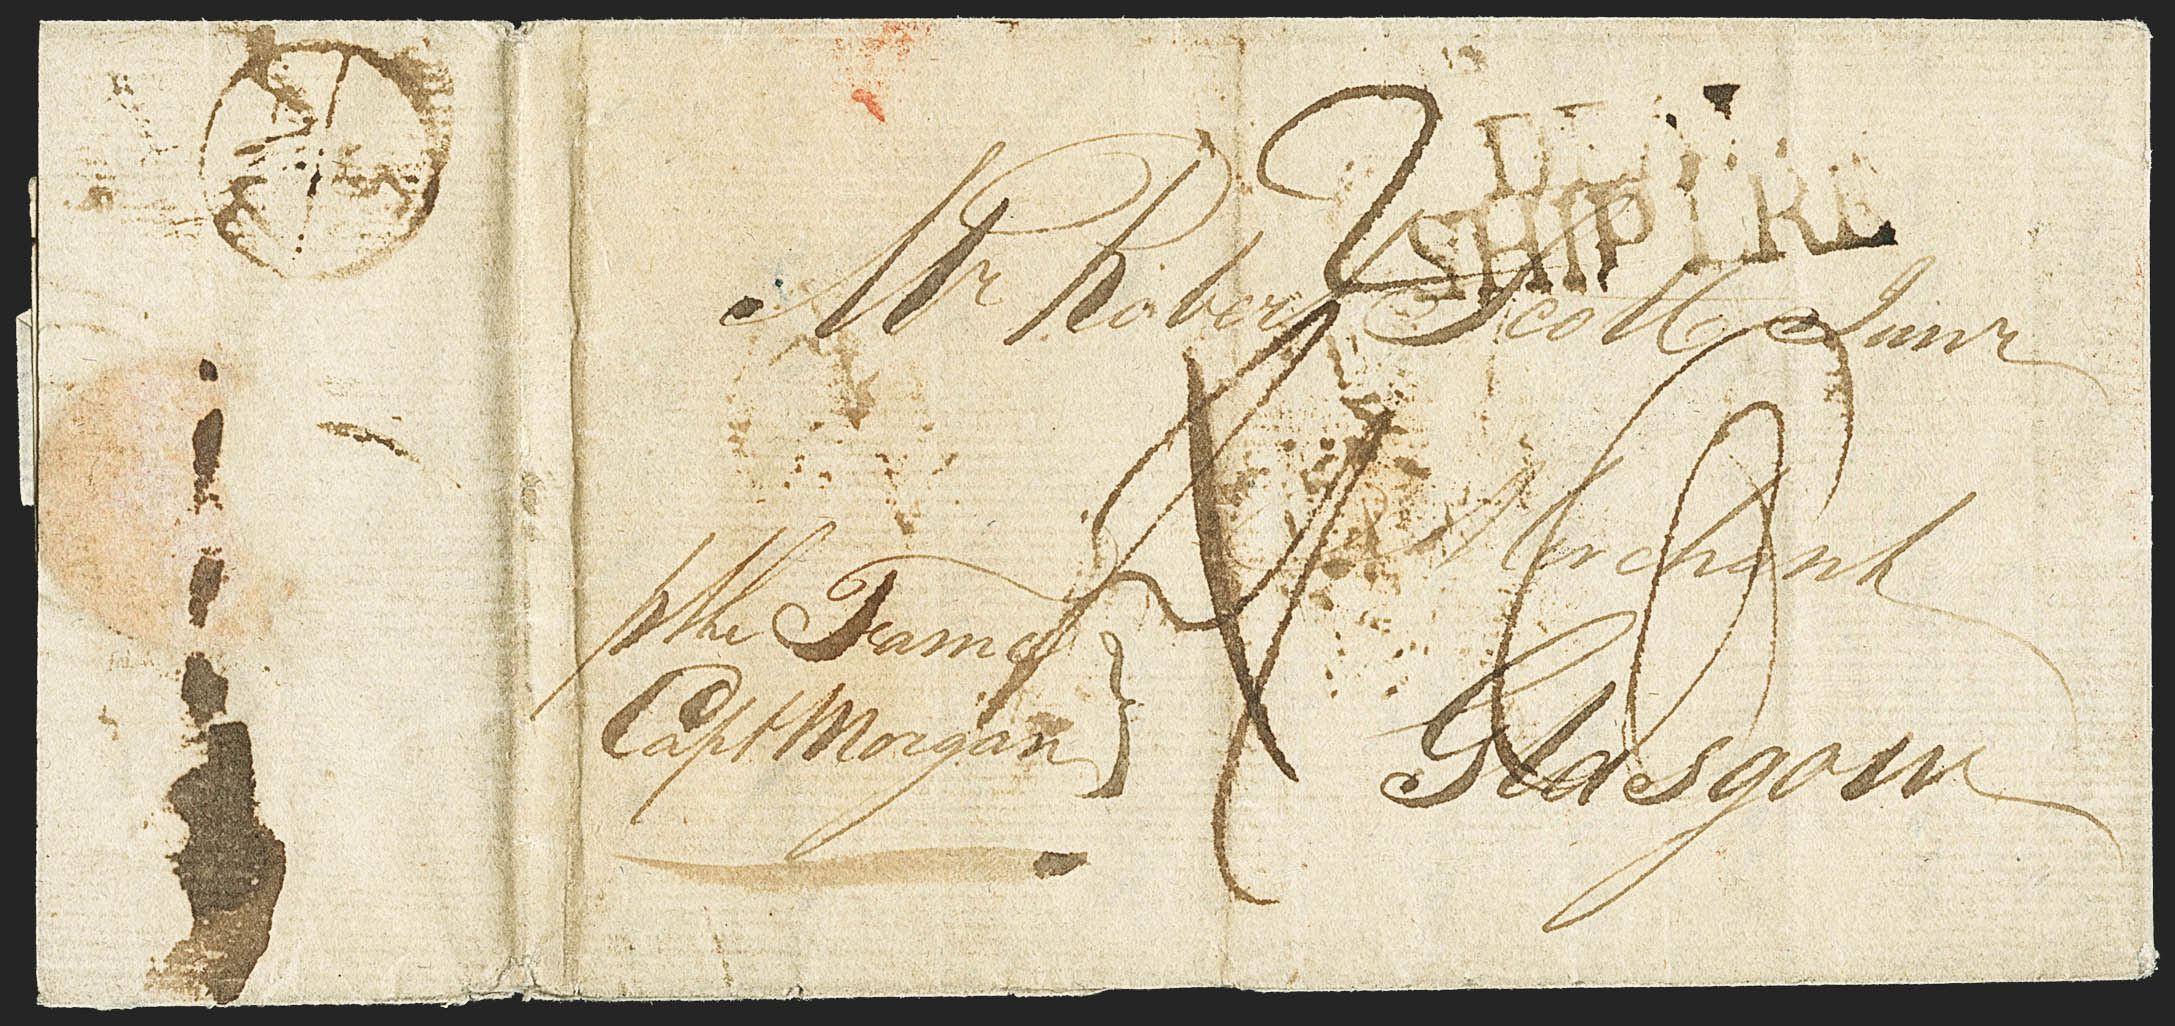 SHIP LRE
Mr Robert Scott Junr
Merchant
Glasgow
p the Fame
Capt Morgan